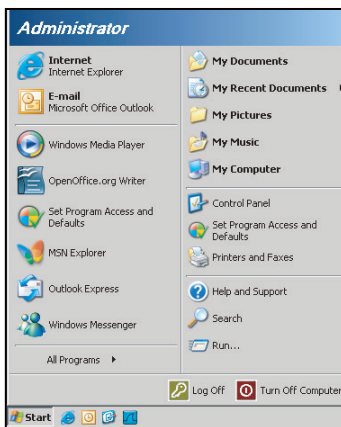 Administrator
Internet
Internet Explorer
E-mail
Microsoft Office Outlook
Windows Media Player
OpenOffice.org Writer
Set Program Access and
Defaults
MSN Explorer
Outlook Express
Windows Messenger
All Programs
My Documents
My Recent Documents
My Pictures
My Music
My Computer
Control Panel
Set Program Access and
Defaults
Printers and Faxes
Help and Support
Search
Run...
Log Off
Turn Off Computer
Start